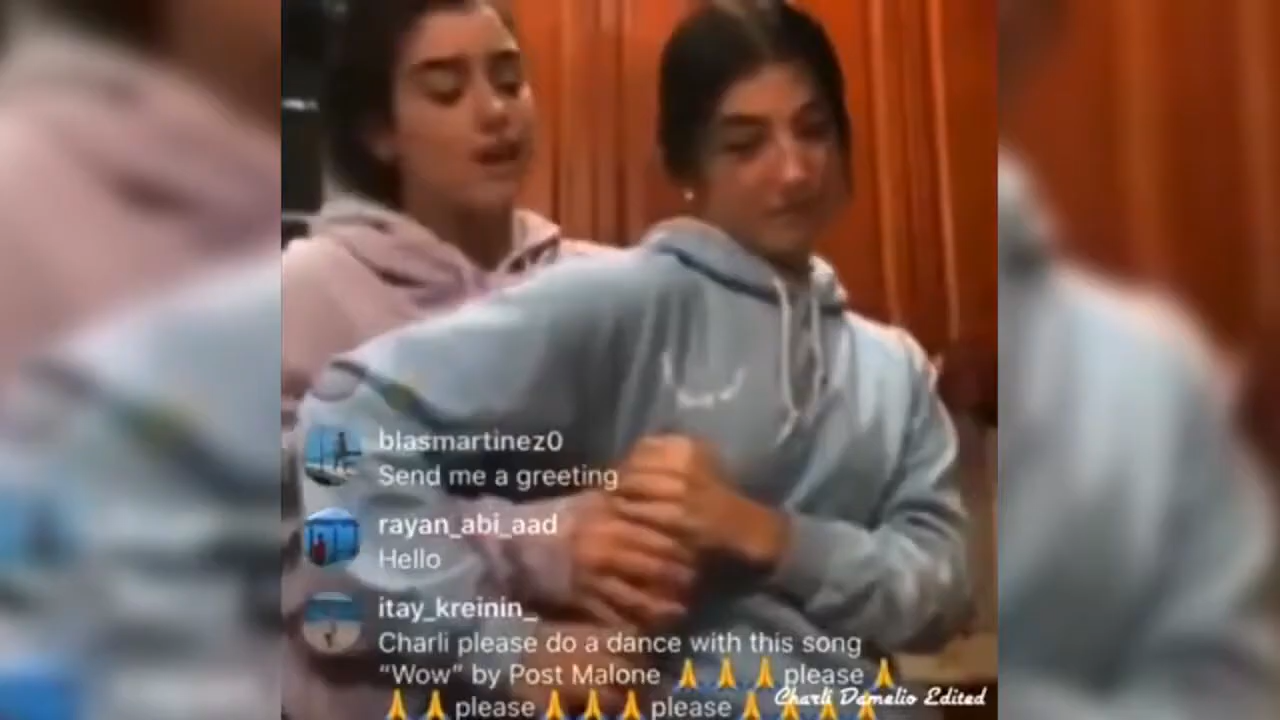 blasmartinez0
Send me a greeting
rayan_abi_aad
Hello
itay_kreinin_
Charli please do a dance with this song
“Wow” by Post Malone 🙏 🙏 🙏 please 🙏
🙏 🙏 please 🙏 🙏 🙏 please 🙏 🙏 🙏 🙏
Charli Damelio Edited